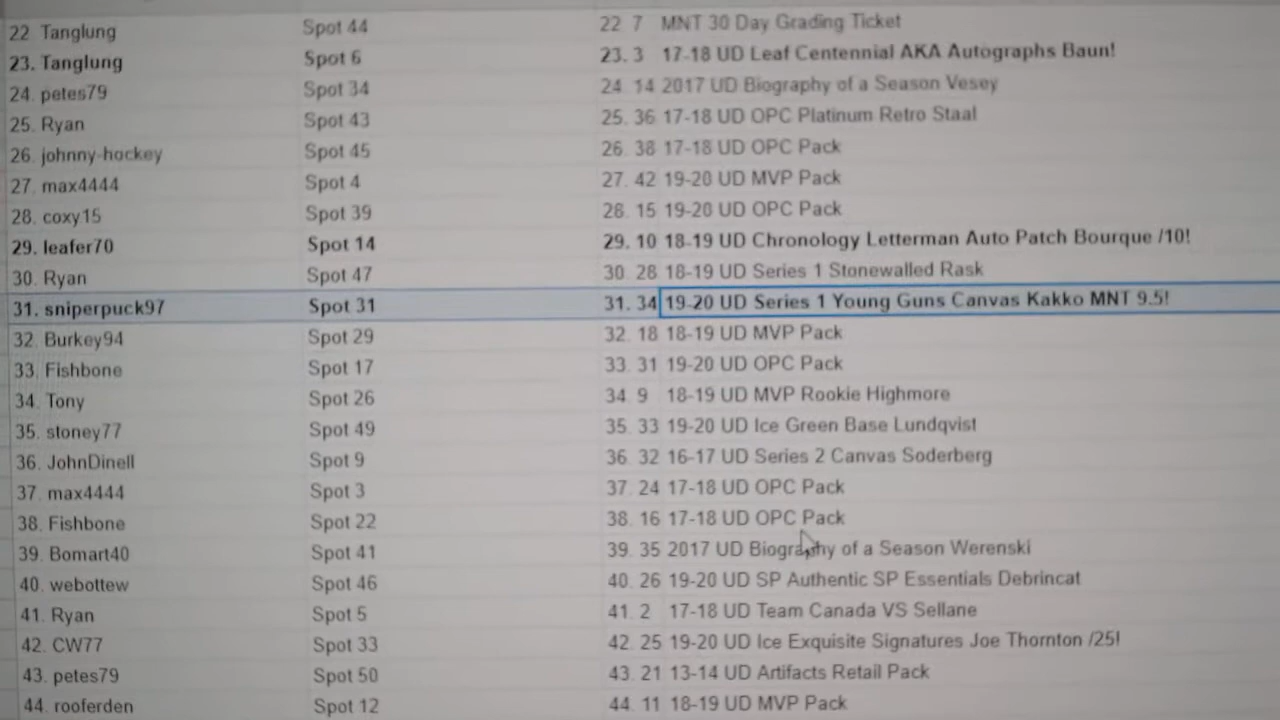 22 Tanglung Spot 44 22 7 MNT 30 Day Grading Ticket
23. Tanglung Spot 6 23. 3 17-18 UD Leaf Centennial AKA Autographs Baun!
24. petes79 Spot 34 24. 14 2017 UD Biography of a Season Vesey
25. Ryan Spot 43 25. 36 17-18 UD OPC Platinum Retro Staal
26. johnny-hockey Spot 45 26. 38 17-18 UD OPC Pack
27. max4444 Spot 4 27. 42 19-20 UD MVP Pack
28. coxy15 Spot 39 28. 15 19-20 UD OPC Pack
29. leafer70 Spot 14 29. 10 18-19 UD Chronology Letterman Auto Patch Bourque /10!
30. Ryan Spot 47 30. 28 18-19 UD Series 1 Stonewalled Rask
31. sniperpuck97 Spot 31 31. 34 19-20 UD Series 1 Young Guns Canvas Kakko MNT 9.5!
32. Burkey94 Spot 29 32. 18 18-19 UD MVP Pack
33. Fishbone Spot 17 33. 31 19-20 UD OPC Pack
34. Tony Spot 26 34. 9 18-19 UD MVP Rookie Highmore
35. stoney77 Spot 49 35. 33 19-20 UD Ice Green Base Lundqvist
36. JohnDinell Spot 9 36. 32 16-17 UD Series 2 Canvas Soderberg
37. max4444 Spot 3 37. 24 17-18 UD OPC Pack
38. Fishbone Spot 22 38. 16 17-18 UD OPC Pack
39. Bomart40 Spot 41 39. 35 2017 UD Biography of a Season Werenski
40. webottew Spot 46 40. 26 19-20 UD SP Authentic SP Essentials Debrincat
41. Ryan Spot 5 41. 2 17-18 UD Team Canada VS Sellane
42. CW77 Spot 33 42. 25 19-20 UD Ice Exquisite Signatures Joe Thornton /25!
43. petes79 Spot 50 43. 21 13-14 UD Artifacts Retail Pack
44. rooferden Spot 12 44. 11 18-19 UD MVP Pack